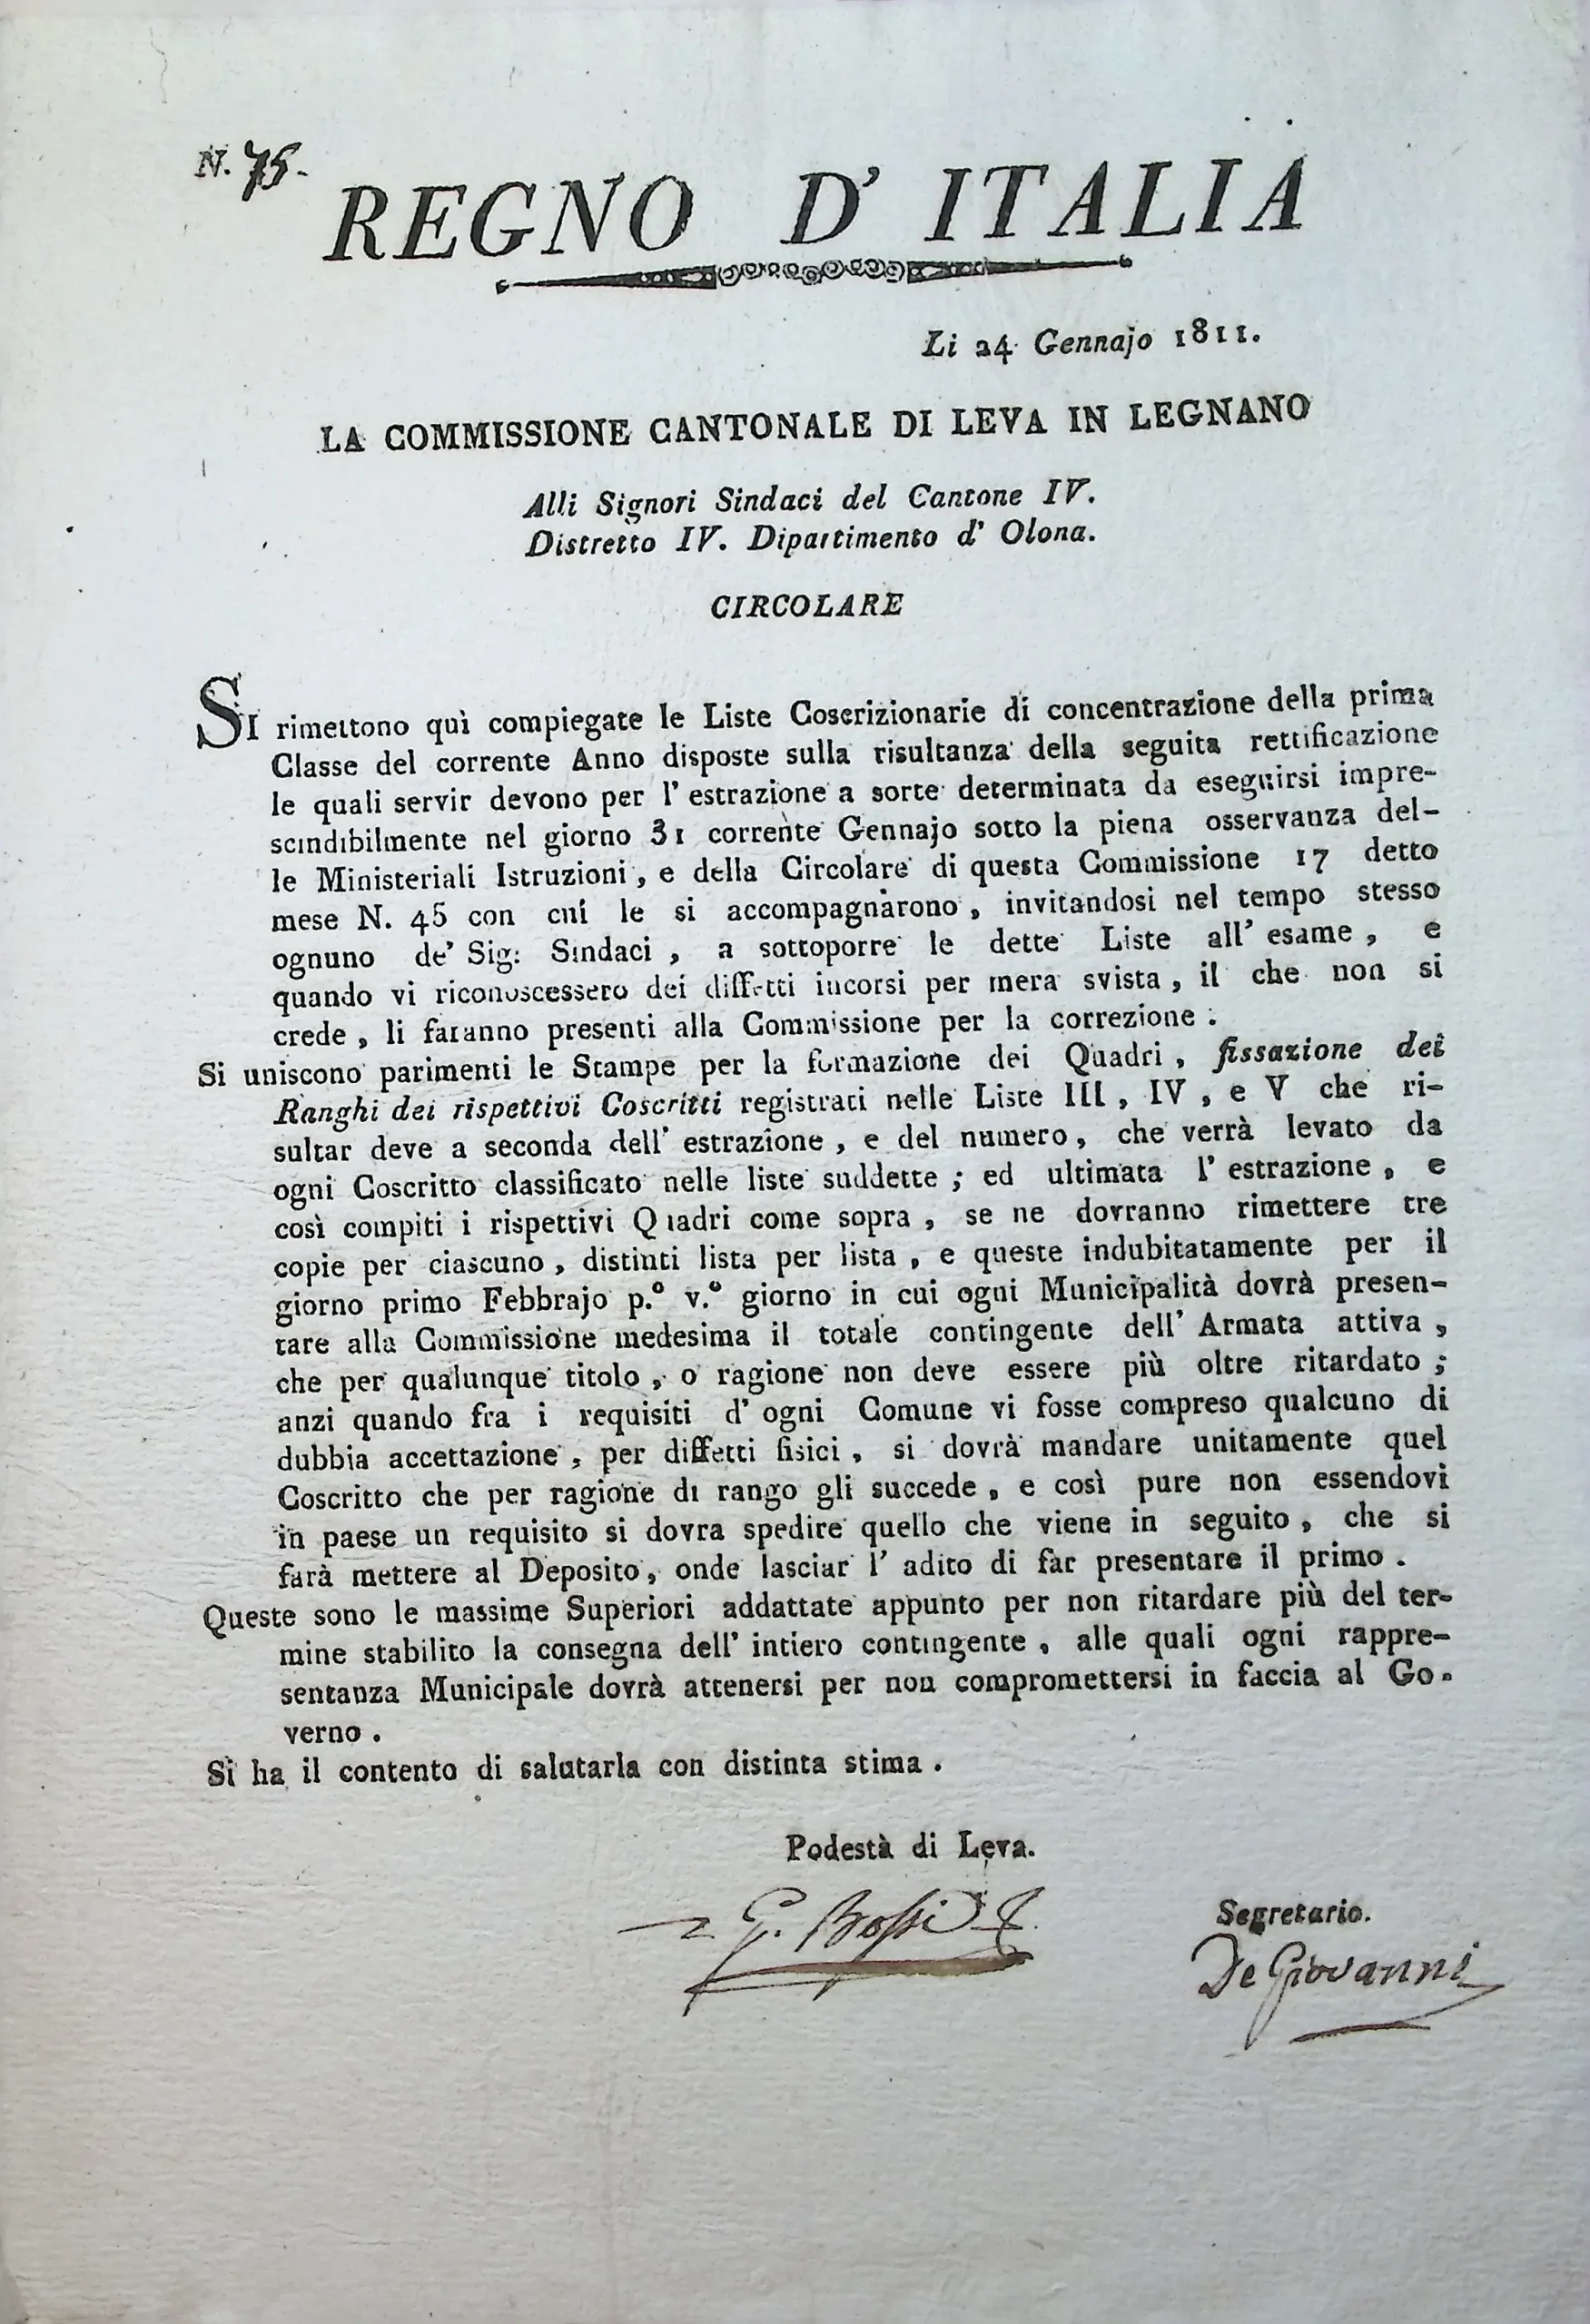 N. 75.
REGNO D' ITALIA
Li 24 Gennajo 1811.
LA COMMISSIONE CANTONALE DI LEVA IN LEGNANO
Alli Signori Sindaci del Cantone IV.
Distretto IV. Dipartimento d' Olona.
CIRCOLARE
SI rimettono quì compiegate le Liste Coscrizionarie di concentrazione della prima
Classe del corrente Anno disposte sulla risultanza della seguita rettificazione
le quali servir devono per l' estrazione a sorte determinata da eseguirsi impre-
scindibilmente nel giorno 31 corrente Gennajo sotto la piena osservanza del-
le Ministeriali Istruzioni, e della Circolare di questa Commissione 17 detto
mese N. 45 con cui le si accompagnarono, invitandosi nel tempo stesso
ognuno de' Sig: Sindaci, a sottoporre le dette Liste all' esame, e
quando vi riconoscessero dei diffetti incorsi per mera svista, il che non si
crede, li faranno presenti alla Commissione per la correzione.
Si uniscono parimenti le Stampe per la formazione dei Quadri, fissazione dei
Ranghi dei rispettivi Coscritti registrati nelle Liste III, IV, e V che ri-
sultar deve a seconda dell' estrazione, e del numero, che verrà levato da
ogni Coscritto classificato nelle liste suddette; ed ultimata l' estrazione, e
così compiti i rispettivi Quadri come sopra, se ne dovranno rimettere tre
copie per ciascuno, distinti lista per lista, e queste indubitatamente per il
giorno primo Febbrajo p.° v.° giorno in cui ogni Municipalità dovrà presen-
tare alla Commissione medesima il totale contingente dell' Armata attiva,
che per qualunque titolo, o ragione non deve essere più oltre ritardato;
anzi quando fra i requisiti d' ogni Comune vi fosse compreso qualcuno di
dubbia accettazione, per diffetti fisici, si dovrà mandare unitamente quel
Coscritto che per ragione di rango gli succede, e così pure non essendovi
in paese un requisito si dovra spedire quello che viene in seguito, che si
farà mettere al Deposito, onde lasciar l' adito di far presentare il primo.
Queste sono le massime Superiori addattate appunto per non ritardare più del ter-
mine stabilito la consegna dell' intiero contingente, alle quali ogni rappre-
sentanza Municipale dovrà attenersi per non compromettersi in faccia al Go-
verno.
Si ha il contento di salutarla con distinta stima.
Podestà di Leva.
G. Bossi
Segretario.
De Giovanni